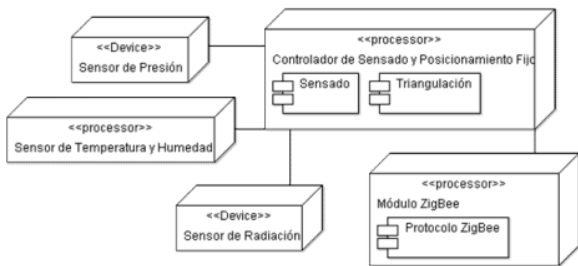 <<Device>>
Sensor de Presión
<<processor>>
Controlador de Sensado y Posicionamiento Fijo
Sensado
Triangulación
<<processor>>
Sensor de Temperatura y Humedad
<<Device>>
Sensor de Radiación
<<processor>>
Módulo ZigBee
Protocolo ZigBee